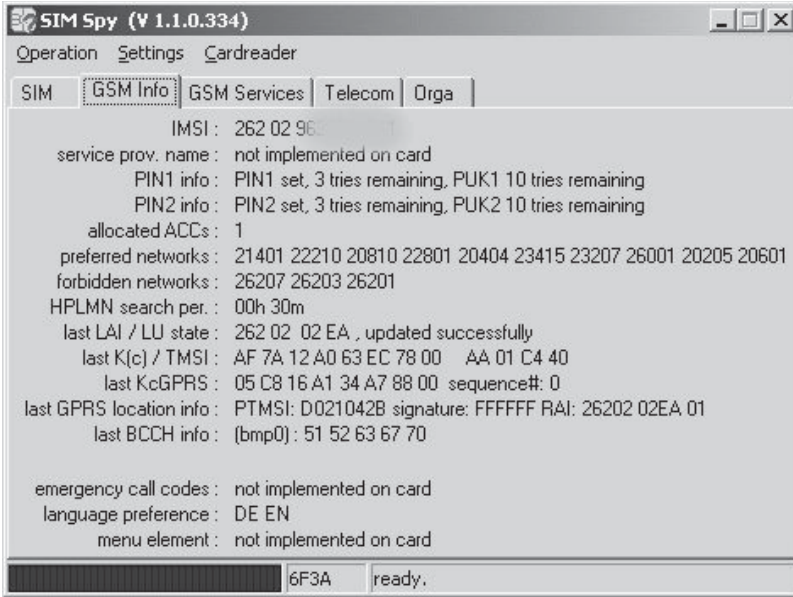 SIM Spy (V 1.1.0.334)
Operation Settings Cardreader
SIM GSM Info GSM Services Telecom Orga
IMSI : 262 02 96
service prov. name : not implemented on card
PIN1 info : PIN1 set, 3 tries remaining, PUK1 10 tries remaining
PIN2 info : PIN2 set, 3 tries remaining, PUK2 10 tries remaining
allocated ACCs : 1
preferred networks : 21401 22210 20810 22801 20404 23415 23207 26001 20205 20601
forbidden networks : 26207 26203 26201
HPLMN search per. : 00h 30m
last LAI / LU state : 262 02 02 EA , updated successfully
last K(c) / TMSI : AF 7A 12 A0 63 EC 78 00 AA 01 C4 40
last KcGPRS : 05 C8 16 A1 34 A7 88 00 sequence#: 0
last GPRS location info : PTMSI: D021042B signature: FFFFFF RAI: 26202 02EA 01
last BCCH info : (bmp0) : 51 52 63 67 70
emergency call codes : not implemented on card
language preference : DE EN
menu element : not implemented on card
6F3A ready.